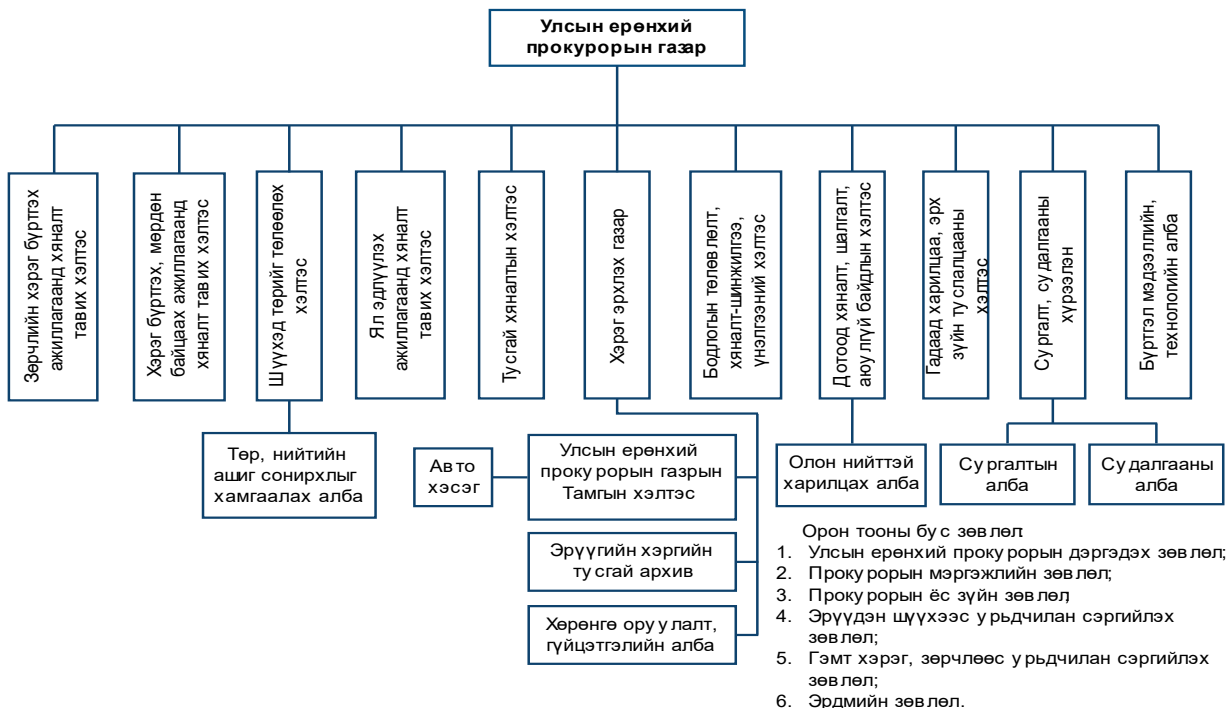 Улсын ерөнхий
прокурорын газар
Зөрчлийн хэрэг бүртгэх
ажиллагаанд хяналт
тавих хэлтэс
Хэрэг бүртгэх, мөрдөн
байцаах ажиллагаанд
хяналт тавих хэлтэс
Шүүхэд төрийг төлөөлөх
хэлтэс
Ял эдлүүлэх
ажиллагаанд хяналт
тавих хэлтэс
Тусгай хяналтын хэлтэс
Хэрэг эрхлэх газар
Бодлогын төлөвлөлт,
хяналт-шинжилгээ,
үнэлгээний хэлтэс
Дотоод хяналт, шалгалт,
аюулгүй байдлын хэлтэс
Гадаад харилцаа, эрх
зүйн туслалцааны
хэлтэс
Сургалт, судалгааны
хүрээлэн
Бүртгэл мэдээллийн,
технологийн алба
Төр, нийтийн
ашиг сонирхлыг
хамгаалах алба
Авто
хэсэг
Улсын ерөнхий
прокурорын газрын
Тамгын хэлтэс
Эрүүгийн хэргийн
тусгай архив
Хөрөнгө оруулалт,
гүйцэтгэлийн алба
Олон нийттэй
харилцах алба
Сургалтын
алба
Судалгааны
алба
Орон тооны бус зөвлөл:
1. Улсын ерөнхий прокурорын дэргэдэх зөвлөл;
2. Прокурорын мэргэжлийн зөвлөл;
3. Прокурорын ёс зүйн зөвлөл;
4. Эрүүдэн шүүхээс урьдчилан сэргийлэх
зөвлөл;
5. Гэмт хэрэг, зөрчлөөс урьдчилан сэргийлэх
зөвлөл;
6. Эрдмийн зөвлөл.